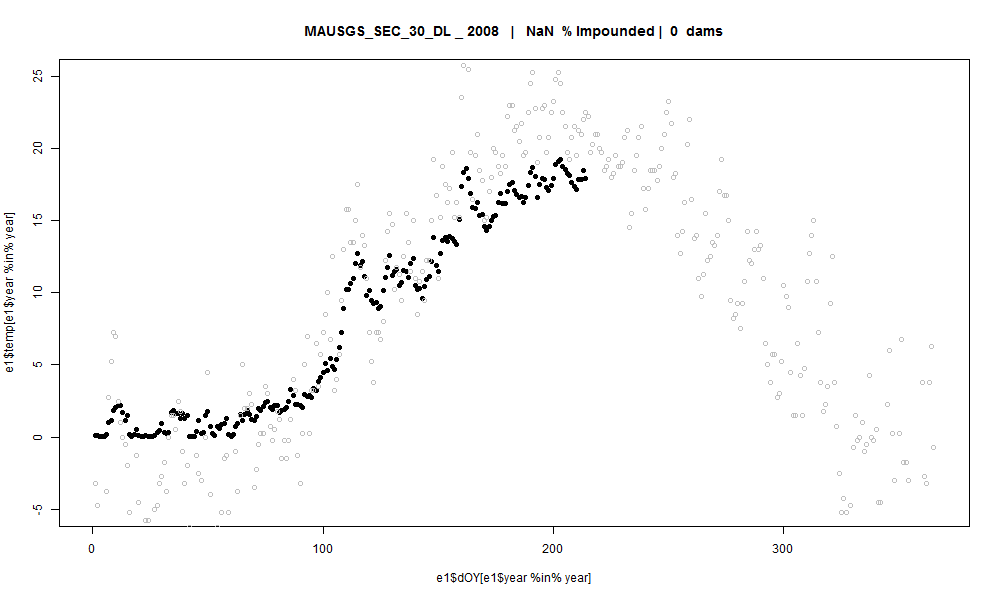 MAUSGS_SEC_30_DL _ 2008 | NaN % Impounded | 0 dams
e1$temp[e1$year %in% year]
25
20
15
10
5
0
-5
0 100 200 300
e1$dOY[e1$year %in% year]